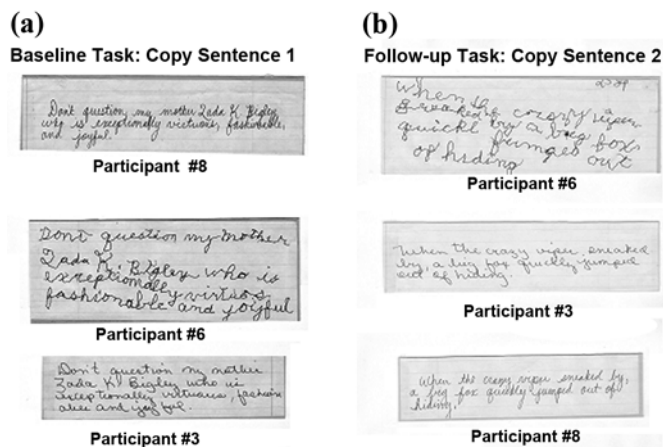 (a)
Baseline Task: Copy Sentence 1
Dont question my mother Zada K. Bigley
who is exceptionally virtuous, fashionable,
and joyful.
Participant #8
Dont question my mother
Zada K. Bigley who is
exceptionally virtuos,
fashionable and joyful
Participant #6
Don't question my mother
Zada K. Bigley who is
exceptionally virtuous, fashion
able and joyful.
Participant #3
(b)
Follow-up Task: Copy Sentence 2
When the crazy viper
sneaked
by a big fox
jumped out
of hiding
Participant #6
When the crazy viper sneaked
by, a big fox quickly jumped
out of hiding.
Participant #3
When the crazy viper sneaked by,
a big fox quickly jumped out of
hiding.
Participant #8